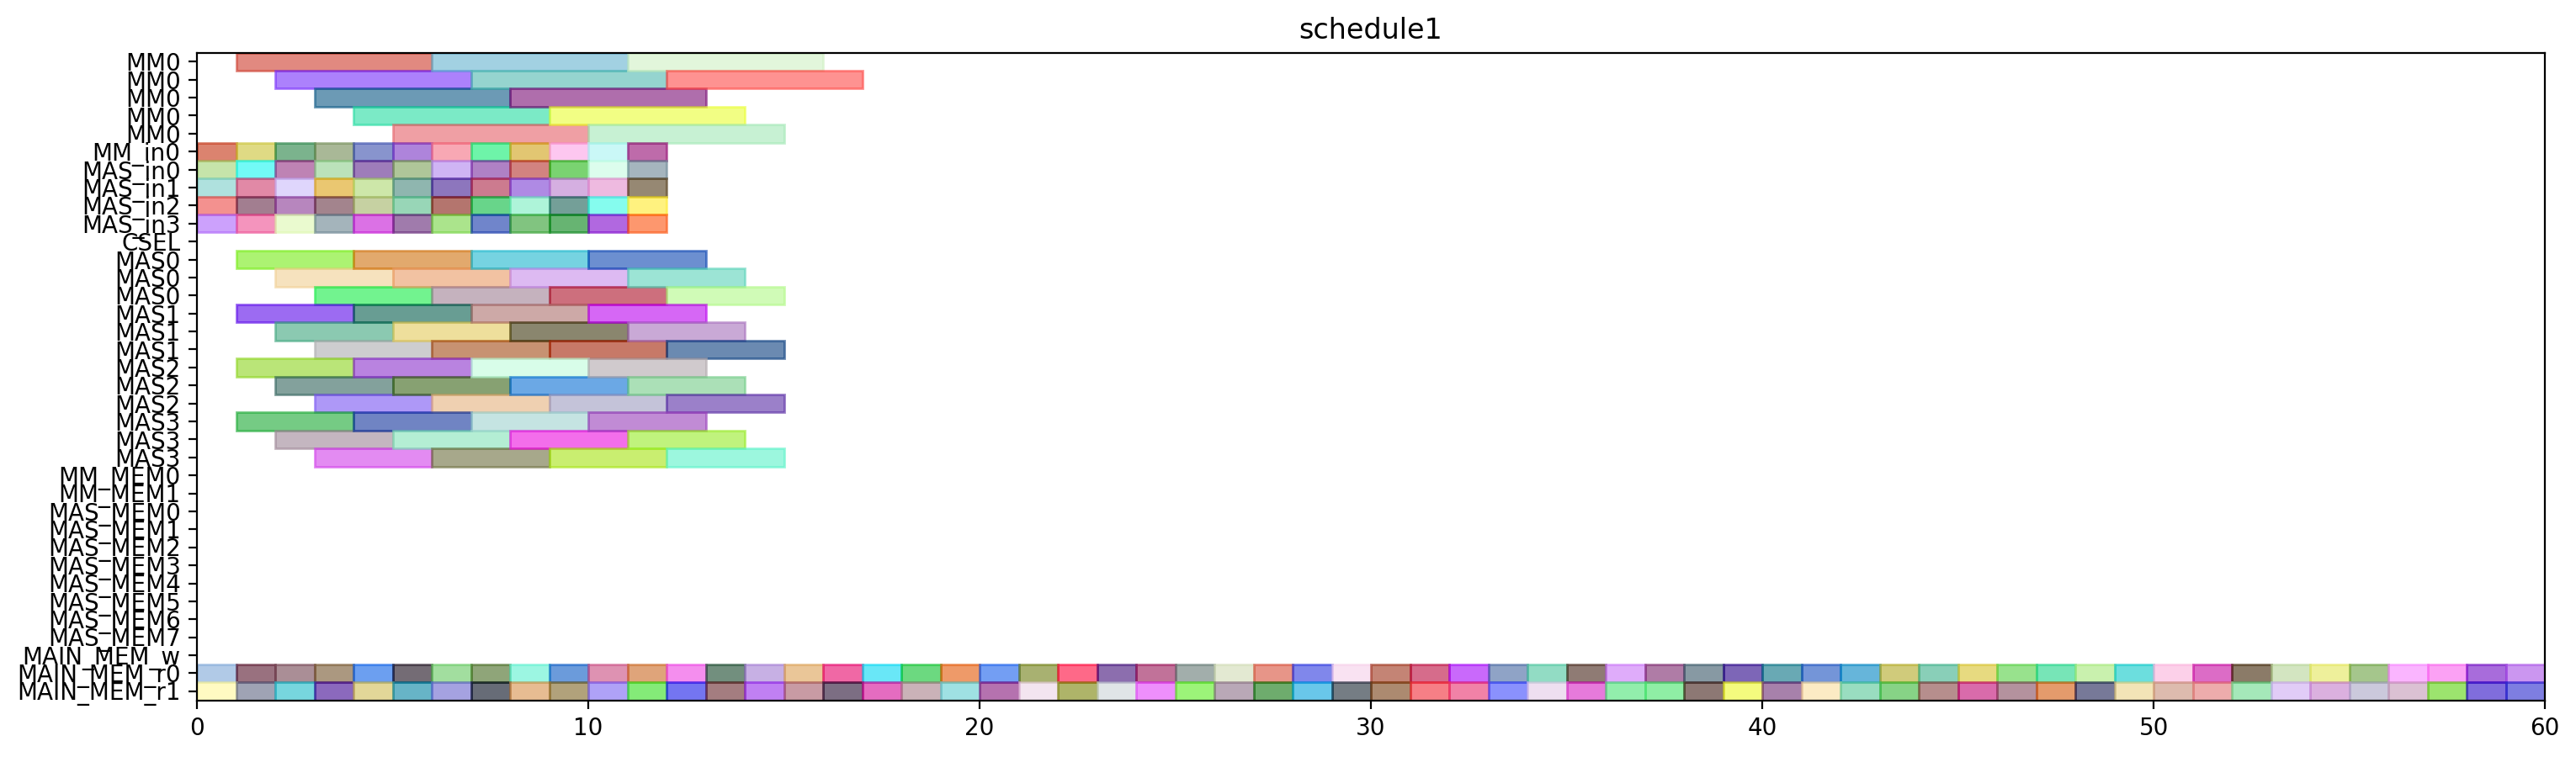 schedule1
MM0
MM0
MM0
MM0
MM0
MM_in0
MAS_in0
MAS_in1
MAS_in2
MAS_in3
CSEL
MAS0
MAS0
MAS0
MAS1
MAS1
MAS1
MAS2
MAS2
MAS2
MAS3
MAS3
MAS3
MM_MEM0
MM_MEM1
MAS_MEM0
MAS_MEM1
MAS_MEM2
MAS_MEM3
MAS_MEM4
MAS_MEM5
MAS_MEM6
MAS_MEM7
MAIN_MEM_w
MAIN_MEM_r0
MAIN_MEM_r1
0 10 20 30 40 50 60